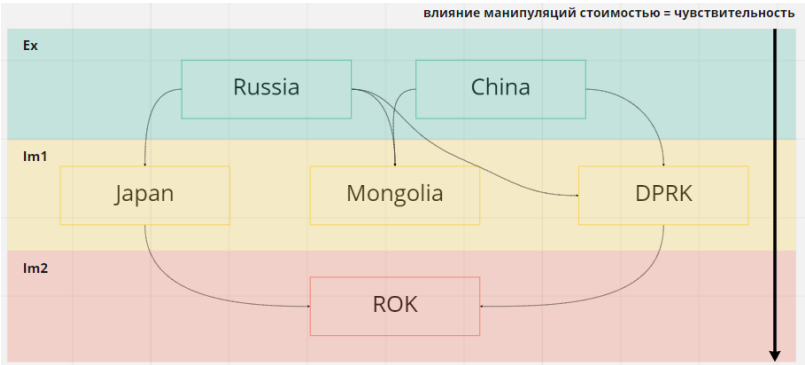 влияние манипуляций стоимостью = чувствительность
Ex
Russia
China
Im1
Japan
Mongolia
DPRK
Im2
ROK